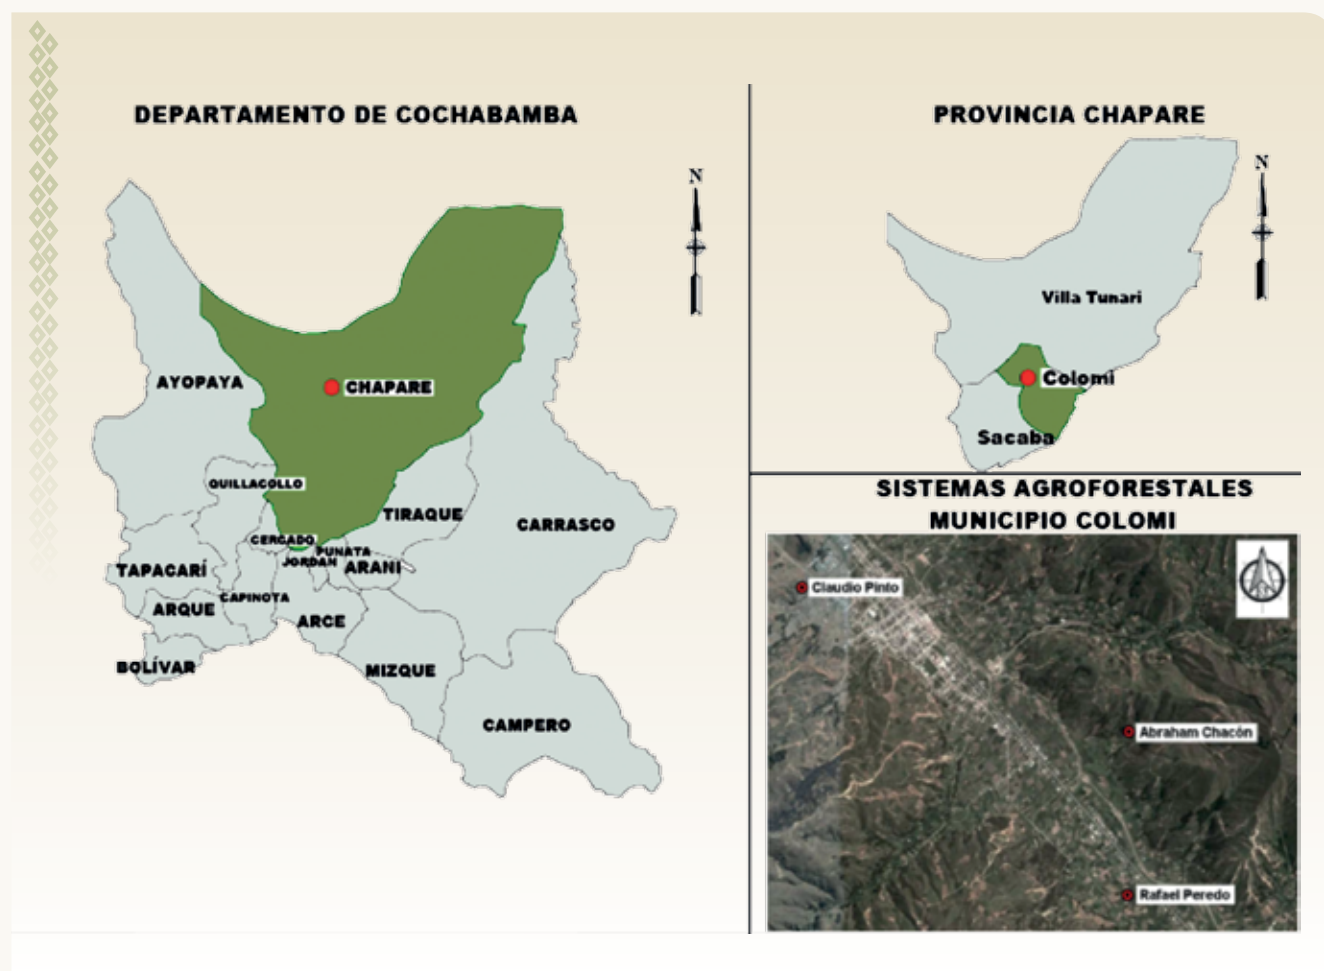 DEPARTAMENTO DE COCHABAMBA
N
AYOPAYA
CHAPARE
QUILLACOLLO
TIRAQUE
CARRASCO
CERCADO
PUNATA
JORDAN
ARANI
TAPACARÍ
CAPINOTA
ARQUE
ARCE
BOLÍVAR
MIZQUE
CAMPERO
PROVINCIA CHAPARE
N
Villa Tunari
Colomi
Sacaba
SISTEMAS AGROFORESTALES
MUNICIPIO COLOMI
Claudio Pinto
Abraham Chacón
Rafael Peredo